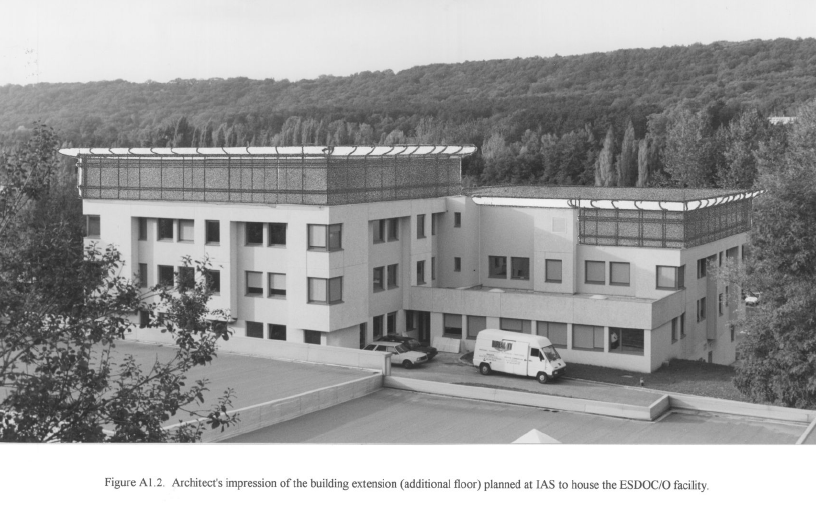 Figure A1.2. Architect's impression of the building extension (additional floor) planned at IAS to house the ESDOC/O facility.